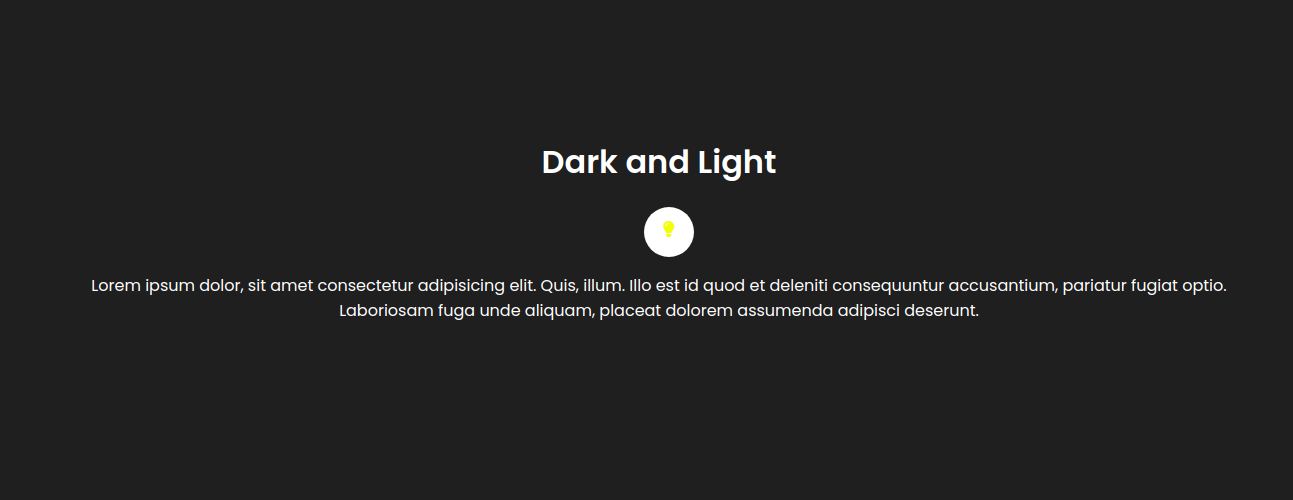 Dark and Light
Lorem ipsum dolor, sit amet consectetur adipisicing elit. Quis, illum. Illo est id quod et deleniti consequuntur accusantium, pariatur fugiat optio.
Laboriosam fuga unde aliquam, placeat dolorem assumenda adipisci deserunt.